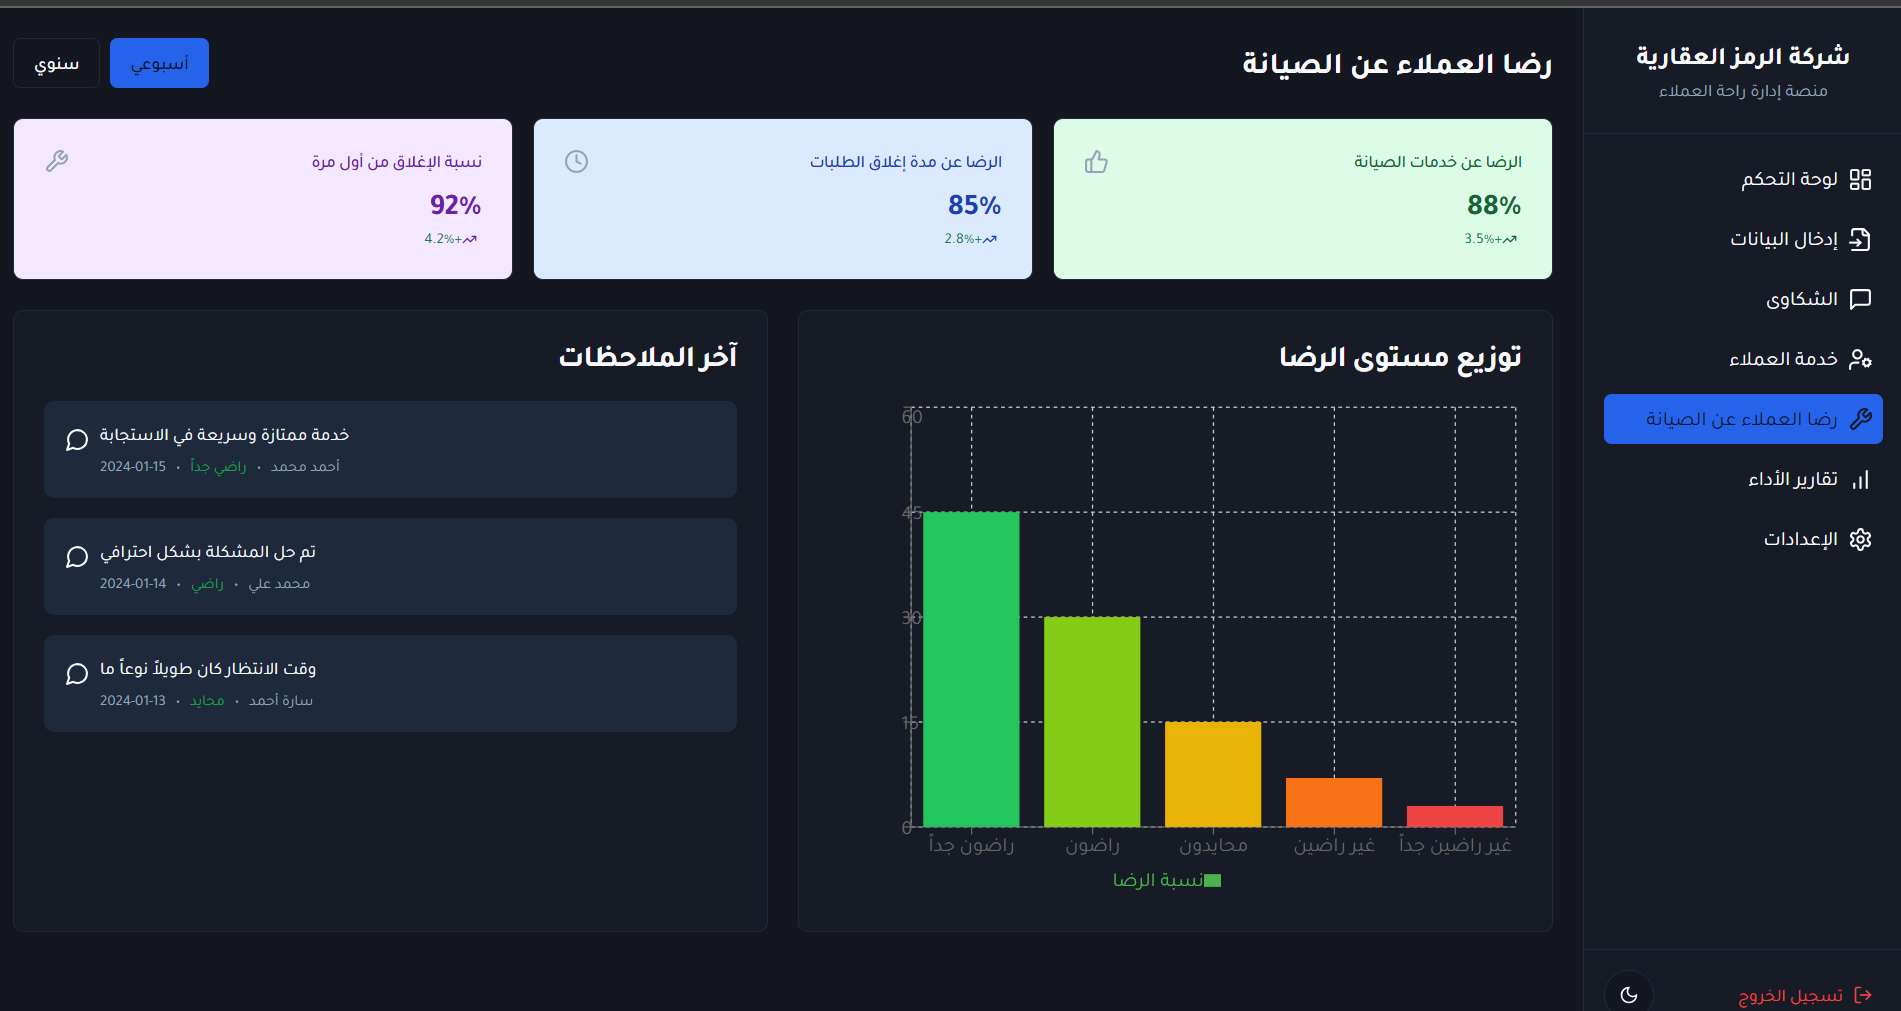 شركة الرمز العقارية
منصة إدارة راحة العملاء
لوحة التحكم
إدخال البيانات
الشكاوى
خدمة العملاء
رضا العملاء عن الصيانة
تقارير الأداء
الإعدادات
تسجيل الخروج
رضا العملاء عن الصيانة
أسبوعي
سنوي
الرضا عن خدمات الصيانة
88%
+3.5%
الرضا عن مدة إغلاق الطلبات
85%
+2.8%
نسبة الإغلاق من أول مرة
92%
+4.2%
توزيع مستوى الرضا
60
45
30
15
0
غير راضين جداً
غير راضين
محايدون
راضون
راضون جداً
نسبة الرضا
آخر الملاحظات
خدمة ممتازة وسريعة في الاستجابة
أحمد محمد • راضي جداً • 2024-01-15
تم حل المشكلة بشكل احترافي
محمد علي • راضي • 2024-01-14
وقت الانتظار كان طويلاً نوعاً ما
سارة أحمد • محايد • 2024-01-13